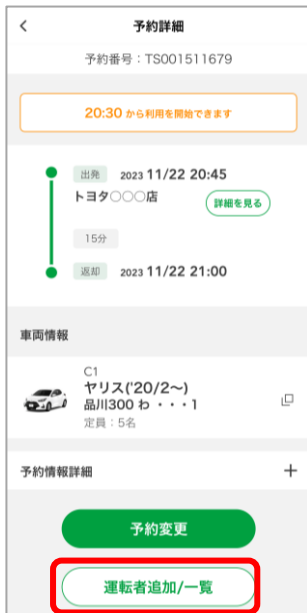 予約詳細
予約番号：TS001511679
20:30 から利用を開始できます
出発 2023 11/22 20:45
トヨタ〇〇〇店 詳細を見る
15分
返却 2023 11/22 21:00
車両情報
C1
ヤリス('20/2〜)
品川300 わ ・・・1
定員：5名
予約情報詳細 +
予約変更
運転者追加/一覧